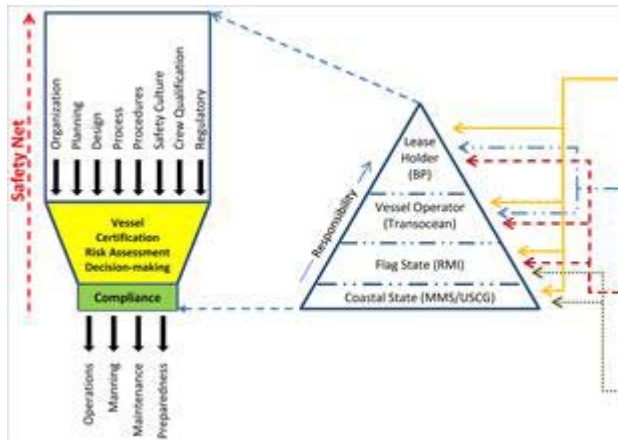 Safety Net
Organization
Planning
Design
Process
Procedures
Safety Culture
Crew Qualification
Regulatory
Vessel
Certification
Risk Assessment
Decision-making
Compliance
Operations
Manning
Maintenance
Preparedness
Responsibility
Lease
Holder
(BP)
Vessel Operator
(Transocean)
Flag State (RMI)
Coastal State (MMS/USCG)